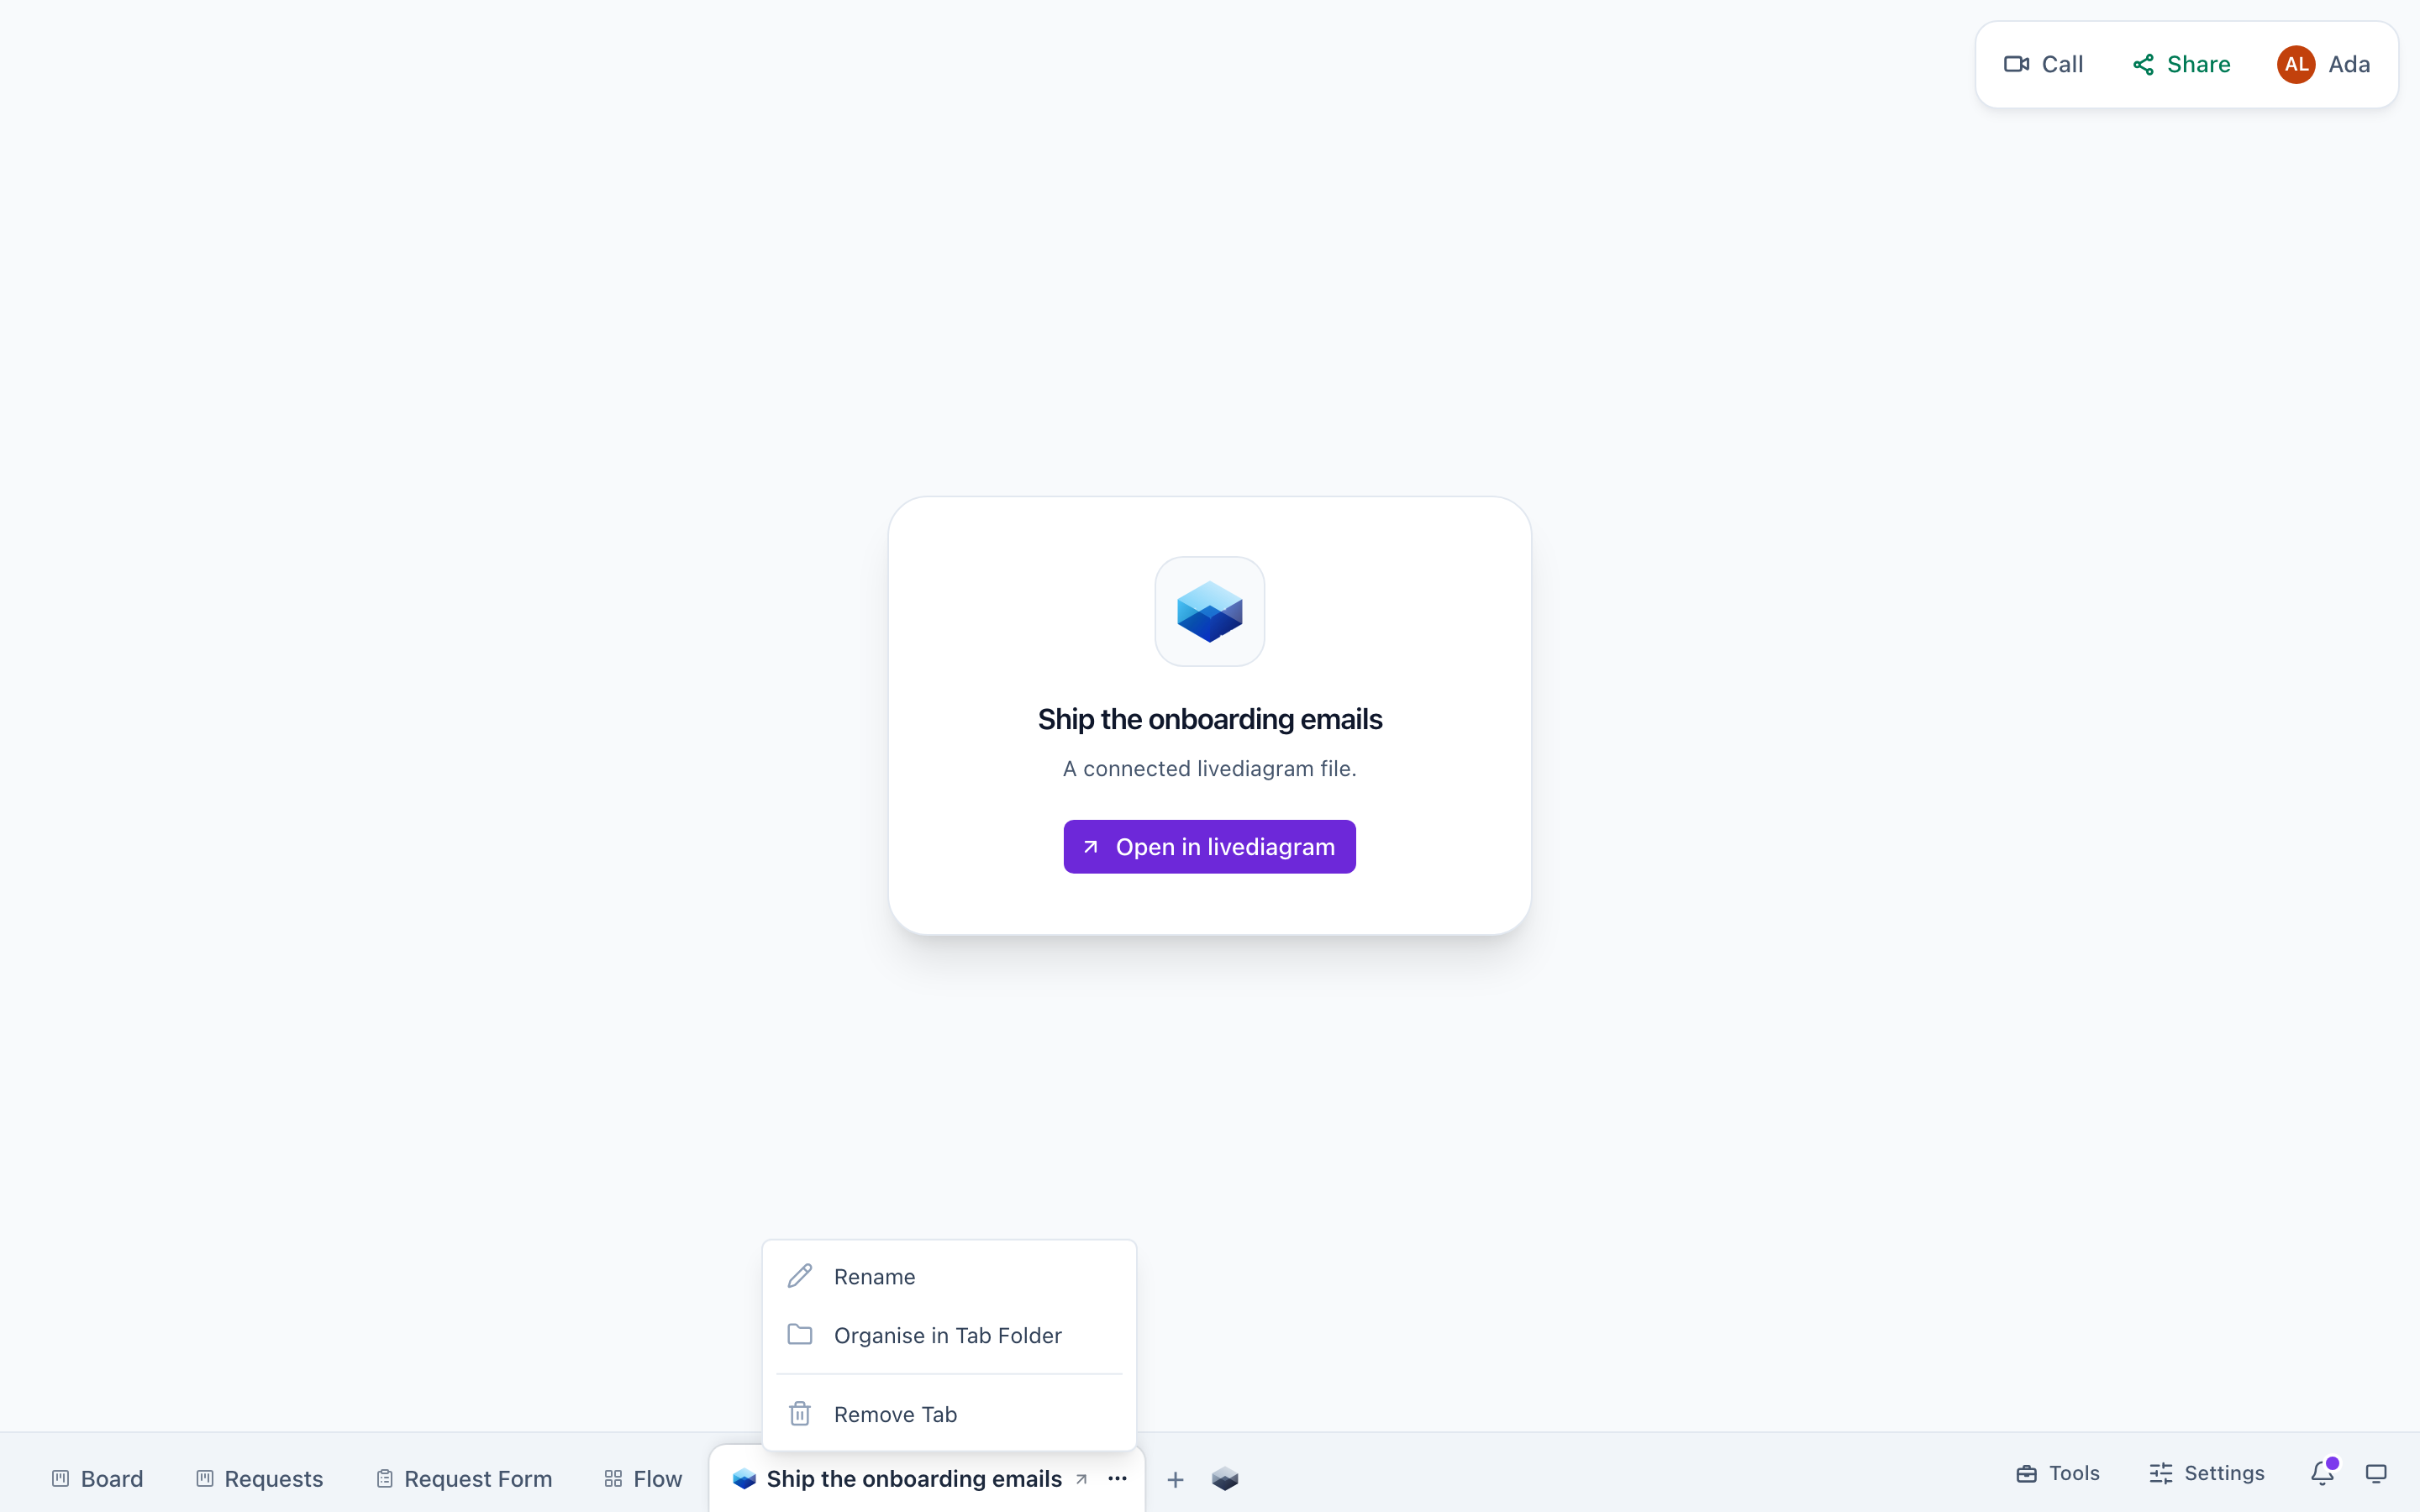 Call
Share
AL
Ada
Ship the onboarding emails
A connected livediagram file.
Open in livediagram
Rename
Organise in Tab Folder
Remove Tab
Board
Requests
Request Form
Flow
Ship the onboarding emails
Tools
Settings